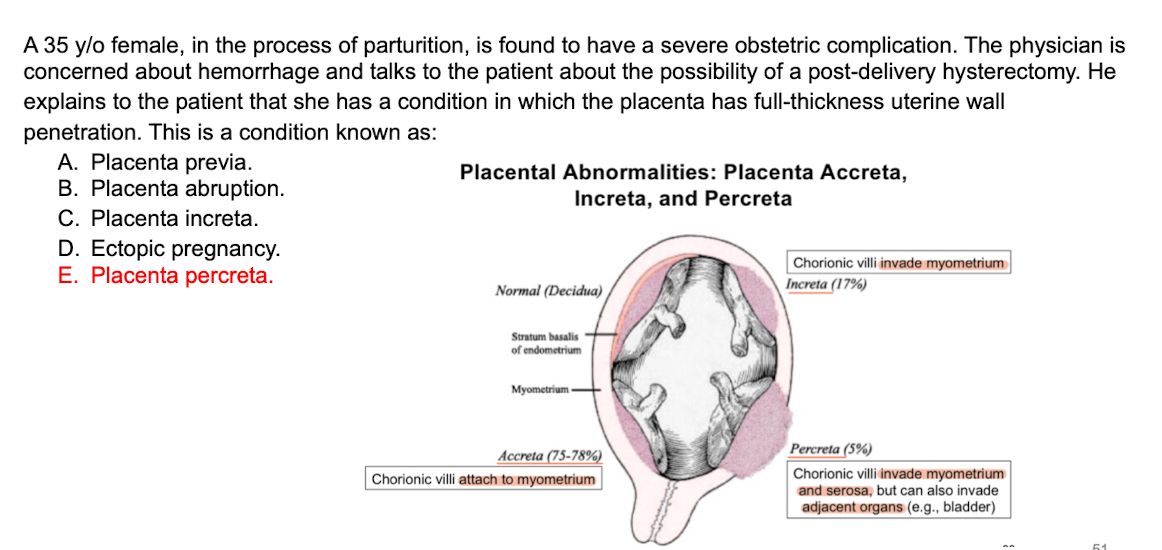 A 35 y/o female, in the process of parturition, is found to have a severe obstetric complication. The physician is
concerned about hemorrhage and talks to the patient about the possibility of a post-delivery hysterectomy. He
explains to the patient that she has a condition in which the placenta has full-thickness uterine wall
penetration. This is a condition known as:
A. Placenta previa.
B. Placenta abruption.
C. Placenta increta.
D. Ectopic pregnancy.
E. Placenta percreta.
Placental Abnormalities: Placenta Accreta,
Increta, and Percreta
Chorionic villi invade myometrium
Increta (17%)
Normal (Decidua)
Stratum basalis
of endometrium
Myometrium
Accreta (75-78%)
Chorionic villi attach to myometrium
Percreta (5%)
Chorionic villi invade myometrium
and serosa, but can also invade
adjacent organs (e.g., bladder)